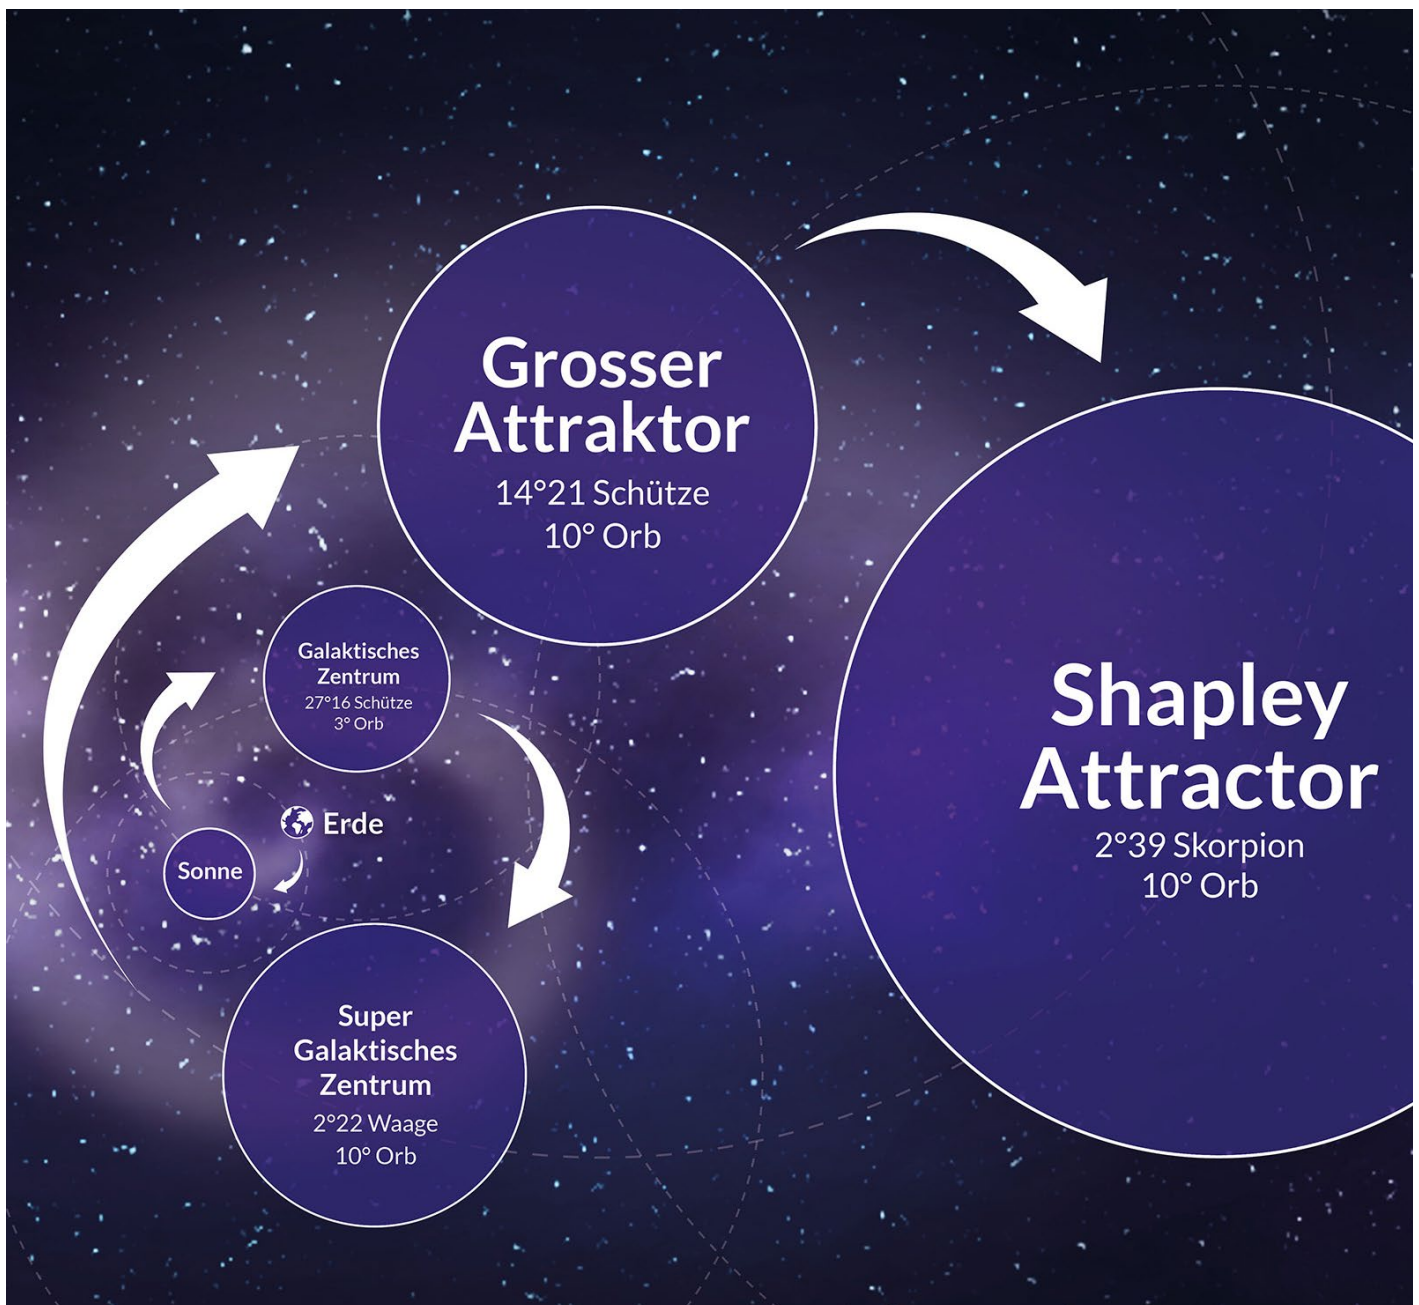 Grosser
Attraktor
14°21 Schütze
10° Orb
Galaktisches
Zentrum
27°16 Schütze
3° Orb
Erde
Sonne
Shapley
Attractor
2°39 Skorpion
10° Orb
Super
Galaktisches
Zentrum
2°22 Waage
10° Orb